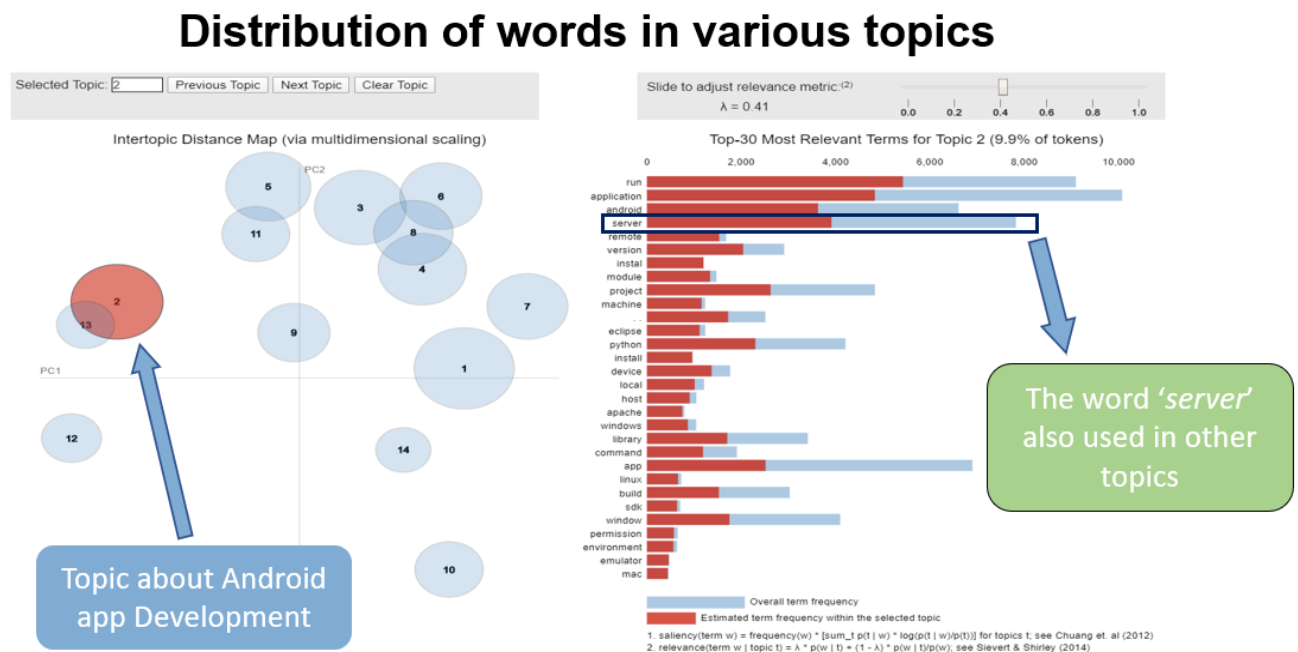 Distribution of words in various topics
Selected Topic: 2 Previous Topic Next Topic Clear Topic
Slide to adjust relevance metric:(2)
λ = 0.41
0.0 0.2 0.4 0.6 0.8 1.0
Intertopic Distance Map (via multidimensional scaling)
PC2
5
3
6
11
8
4
2
13
7
9
1
PC1
12
14
10
Topic about Android
app Development
Top-30 Most Relevant Terms for Topic 2 (9.9% of tokens)
0 2,000 4,000 6,000 8,000 10,000
run
application
android
server
remote
version
instal
module
project
machine
. .
eclipse
python
install
device
local
host
apache
windows
library
command
app
linux
build
sdk
window
permission
environment
emulator
mac
The word ‘server’
also used in other
topics
Overall term frequency
Estimated term frequency within the selected topic
1. saliency(term w) = frequency(w) * [sum_t p(t | w) * log(p(t | w)/p(t))] for topics t; see Chuang et. al (2012)
2. relevance(term w | topic t) = λ * p(w | t) + (1 - λ) * p(w | t)/p(w); see Sievert & Shirley (2014)